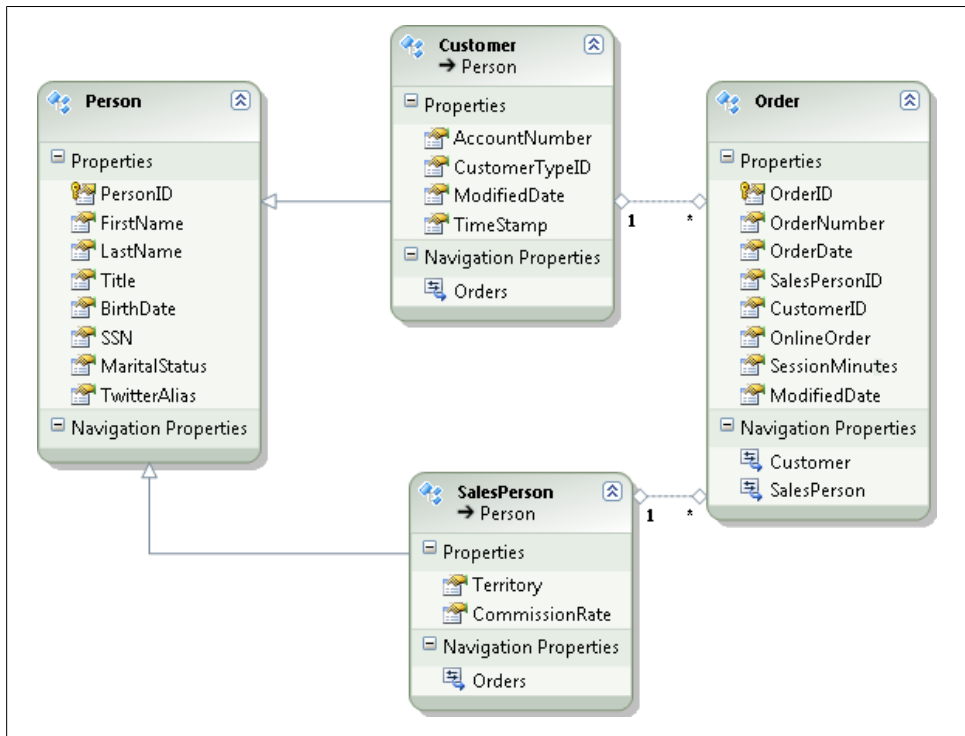 Person
Properties
PersonID
FirstName
LastName
Title
BirthDate
SSN
MaritalStatus
TwitterAlias
Navigation Properties
Customer
➔ Person
Properties
AccountNumber
CustomerTypeID
ModifiedDate
TimeStamp
Navigation Properties
Orders
1
*
Order
Properties
OrderID
OrderNumber
OrderDate
SalesPersonID
CustomerID
OnlineOrder
SessionMinutes
ModifiedDate
Navigation Properties
Customer
SalesPerson
SalesPerson
➔ Person
Properties
Territory
CommissionRate
Navigation Properties
Orders
1
*